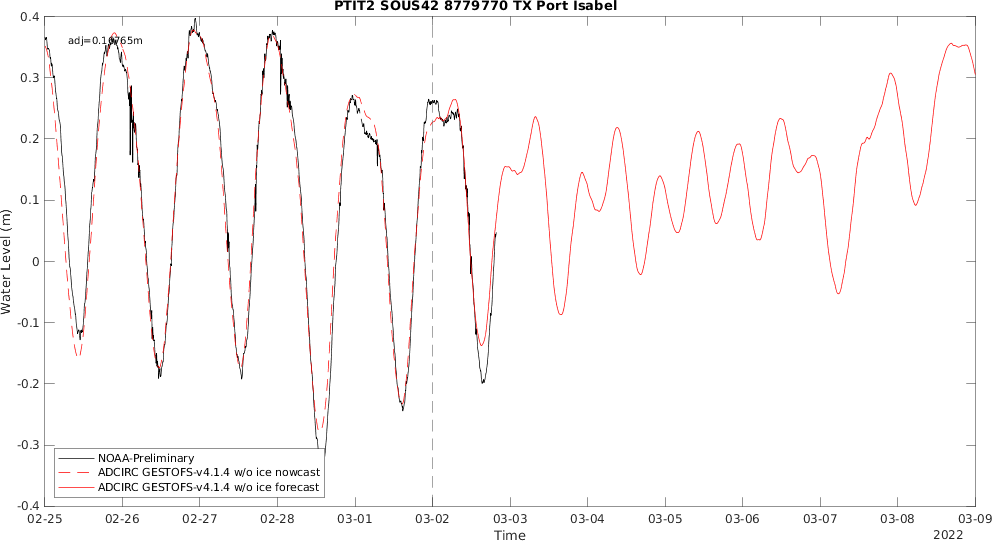 PTIT2 SOUS42 8779770 TX Port Isabel
adj=0.16765m
Water Level (m)
0.4
0.3
0.2
0.1
0
-0.1
-0.2
-0.3
-0.4
NOAA-Preliminary
ADCIRC GESTOFS-v4.1.4 w/o ice nowcast
ADCIRC GESTOFS-v4.1.4 w/o ice forecast
02-25 02-26 02-27 02-28 03-01 03-02 03-03 03-04 03-05 03-06 03-07 03-08 03-09
Time
2022